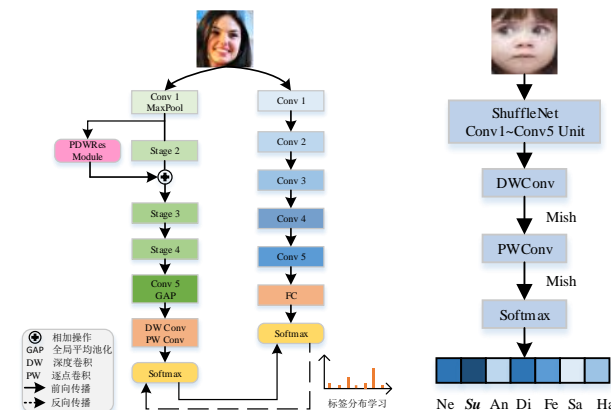 Conv 1
MaxPool
PDWRes
Module
Stage 2
Stage 3
Stage 4
Conv 5
GAP
DW Conv
PW Conv
Softmax
Conv 1
Conv 2
Conv 3
Conv 4
Conv 5
FC
Softmax
标签分布学习
相加操作
GAP 全局平均池化
DW 深度卷积
PW 逐点卷积
前向传播
反向传播
ShuffleNet
Conv1~Conv5 Unit
DWConv
Mish
PWConv
Mish
Softmax
Ne Su An Di Fe Sa Ha